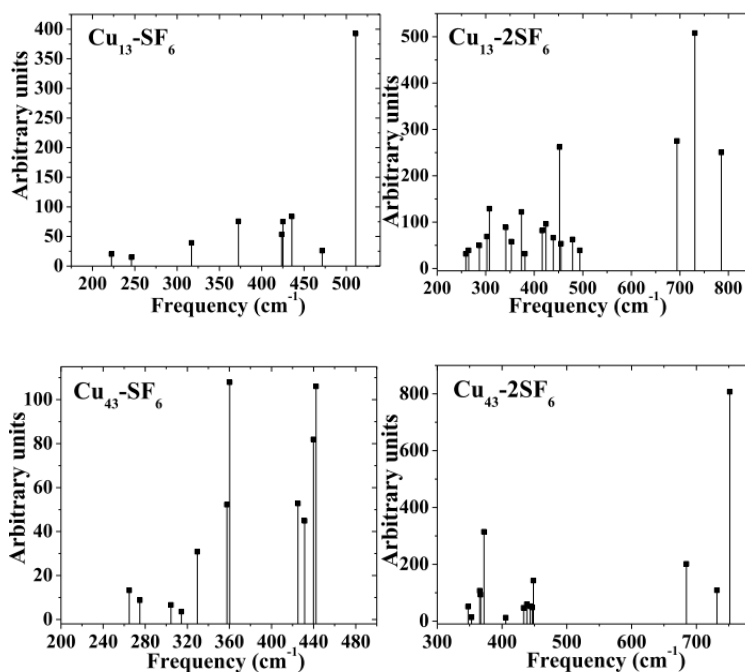 Cu13-SF6
Arbitrary units
400
350
300
250
200
150
100
50
0
200 250 300 350 400 450 500
Frequency (cm-1)
Cu13-2SF6
Arbitrary units
500
400
300
200
100
0
200 300 400 500 600 700 800
Frequency (cm-1)
Cu43-SF6
Arbitrary units
100
80
60
40
20
0
200 240 280 320 360 400 440 480
Frequency (cm-1)
Cu43-2SF6
Arbitrary units
800
600
400
200
0
300 400 500 600 700
Frequency (cm-1)